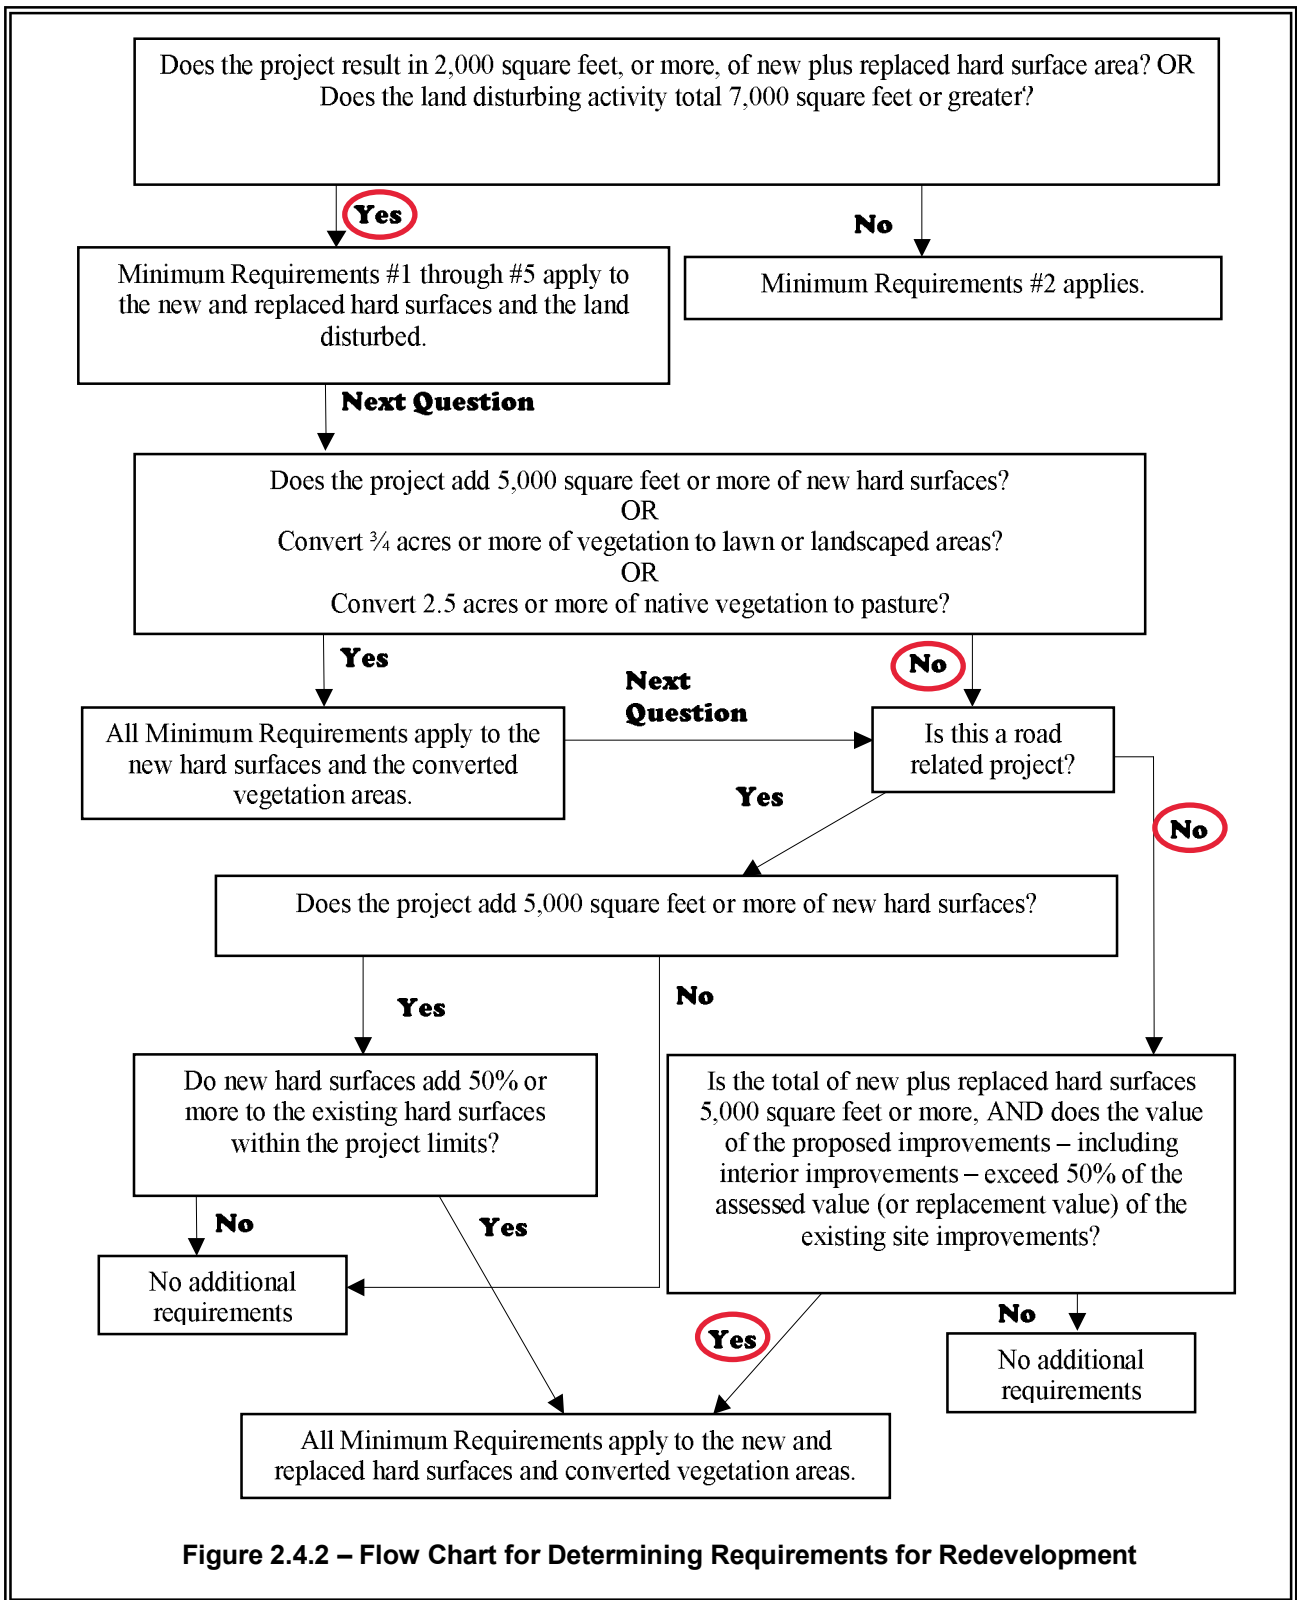 Does the project result in 2,000 square feet, or more, of new plus replaced hard surface area? OR
Does the land disturbing activity total 7,000 square feet or greater?
Yes
No
Minimum Requirements #1 through #5 apply to
the new and replaced hard surfaces and the land
disturbed.
Minimum Requirements #2 applies.
Next Question
Does the project add 5,000 square feet or more of new hard surfaces?
OR
Convert ¾ acres or more of vegetation to lawn or landscaped areas?
OR
Convert 2.5 acres or more of native vegetation to pasture?
Yes
No
Next
Question
All Minimum Requirements apply to the
new hard surfaces and the converted
vegetation areas.
Is this a road
related project?
Yes
No
Does the project add 5,000 square feet or more of new hard surfaces?
Yes
No
Do new hard surfaces add 50% or
more to the existing hard surfaces
within the project limits?
Is the total of new plus replaced hard surfaces
5,000 square feet or more, AND does the value
of the proposed improvements – including
interior improvements – exceed 50% of the
assessed value (or replacement value) of the
existing site improvements?
No
Yes
No additional
requirements
Yes
No
No additional
requirements
All Minimum Requirements apply to the new and
replaced hard surfaces and converted vegetation areas.
Figure 2.4.2 – Flow Chart for Determining Requirements for Redevelopment